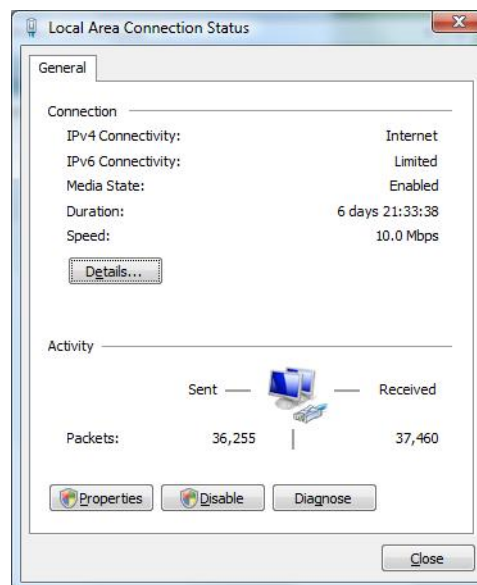 Local Area Connection Status
General
Connection
IPv4 Connectivity: Internet
IPv6 Connectivity: Limited
Media State: Enabled
Duration: 6 days 21:33:38
Speed: 10.0 Mbps
Details...
Activity
Sent Received
Packets: 36,255 37,460
Properties Disable Diagnose
Close